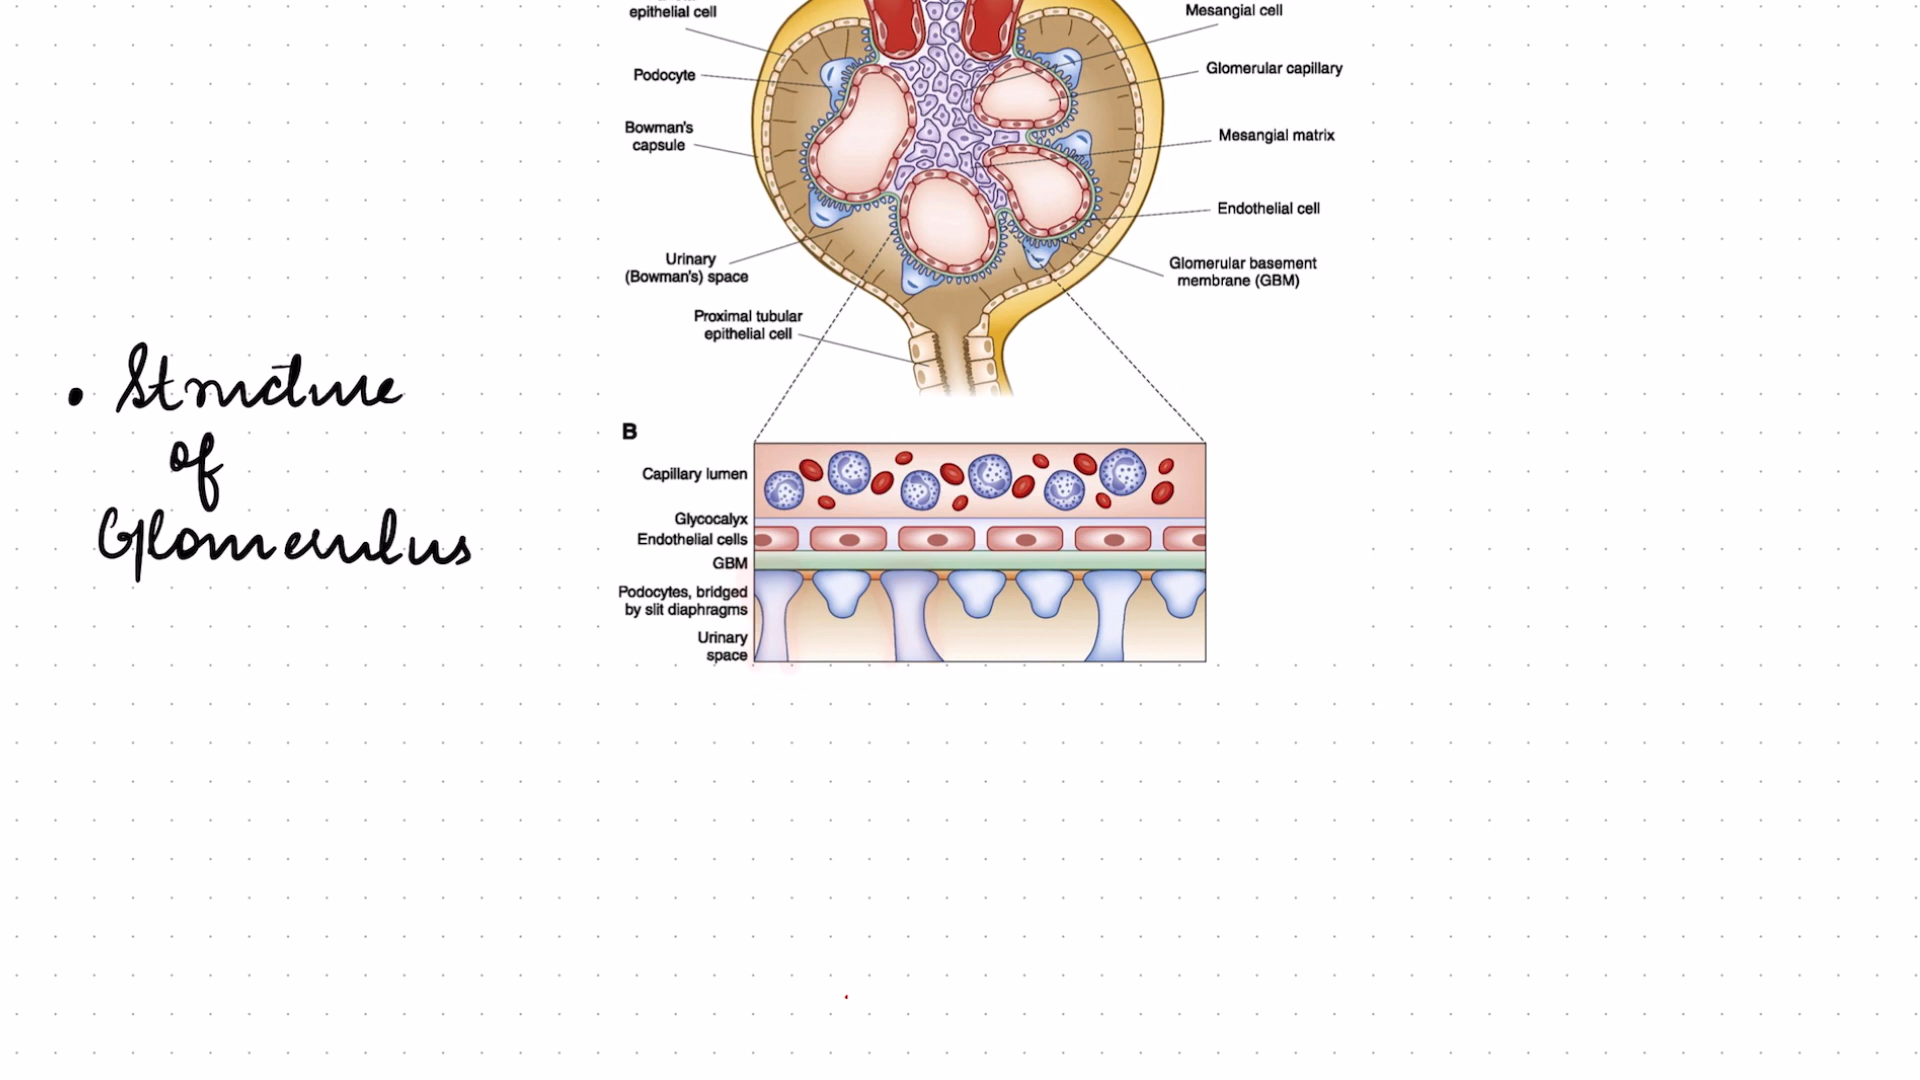 epithelial cell
Podocyte
Bowman's
capsule
Urinary
(Bowman's) space
Proximal tubular
epithelial cell
Mesangial cell
Glomerular capillary
Mesangial matrix
Endothelial cell
Glomerular basement
membrane (GBM)
• Structure
of
Glomerulus
B
Capillary lumen
Glycocalyx
Endothelial cells
GBM
Podocytes, bridged
by slit diaphragms
Urinary
space